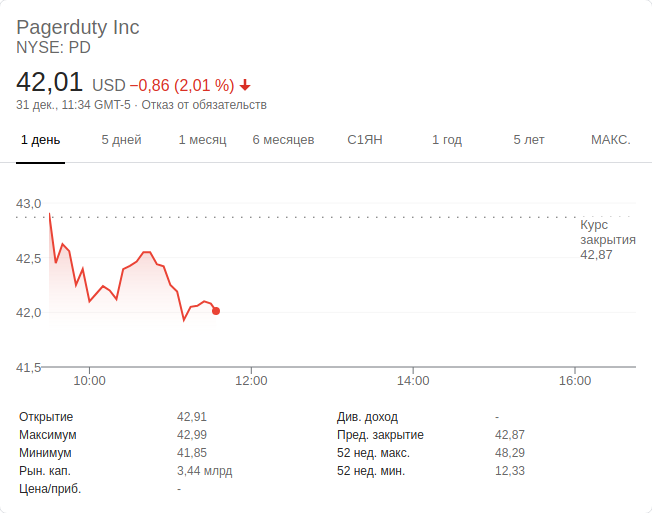 Pagerduty Inc
NYSE: PD
42,01 USD −0,86 (2,01 %)
31 дек., 11:34 GMT-5 · Отказ от обязательств
1 день 5 дней 1 месяц 6 месяцев С1ЯН 1 год 5 лет МАКС.
43,0
Курс
закрытия
42,87
42,5
42,0
41,5
10:00 12:00 14:00 16:00
Открытие 42,91 Див. доход -
Максимум 42,99 Пред. закрытие 42,87
Минимум 41,85 52 нед. макс. 48,29
Рын. кап. 3,44 млрд 52 нед. мин. 12,33
Цена/приб. -